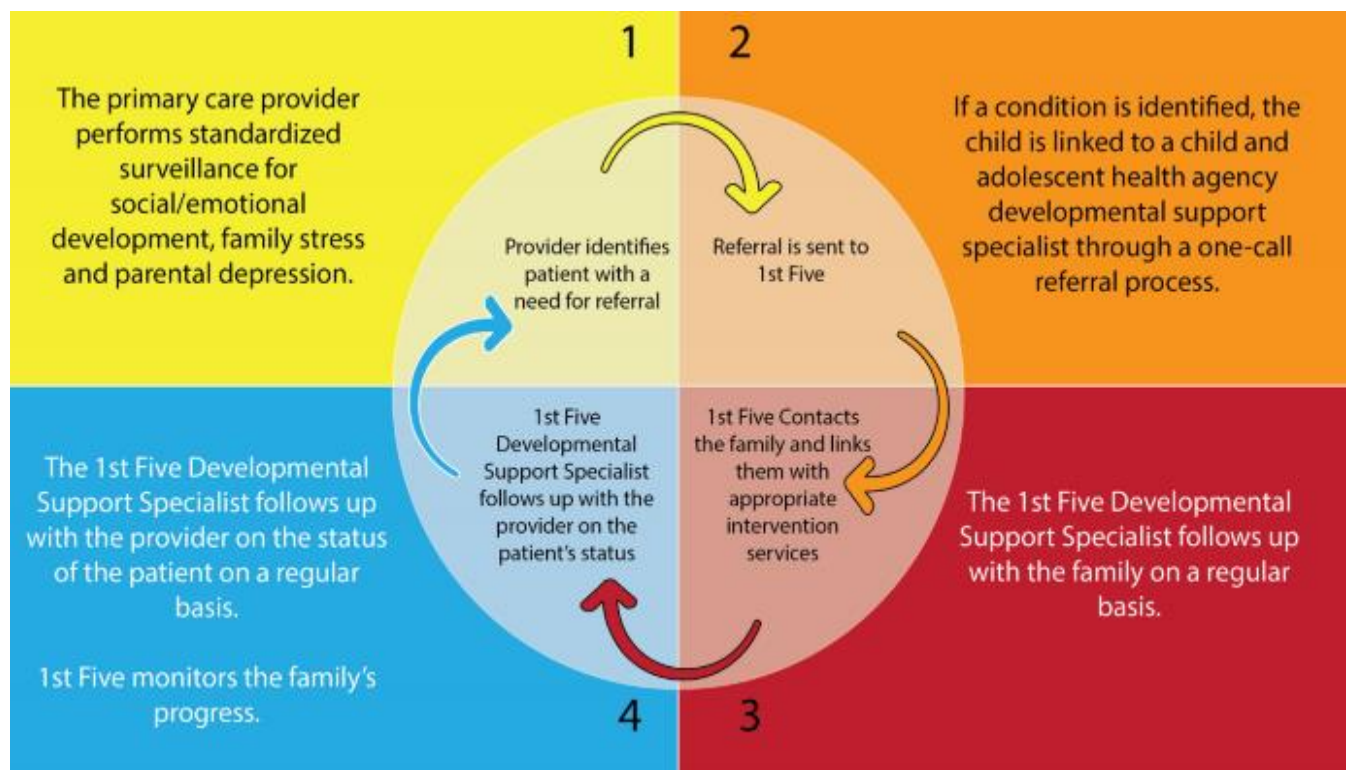 1
The primary care provider
performs standardized
surveillance for
social/emotional
development, family stress
and parental depression.
Provider identifies
patient with a
need for referral
2
If a condition is identified, the
child is linked to a child and
adolescent health agency
developmental support
specialist through a one-call
referral process.
Referral is sent to
1st Five
3
1st Five Contacts
the family and links
them with
appropriate
intervention
services
The 1st Five Developmental
Support Specialist follows up
with the family on a regular
basis.
4
1st Five
Developmental
Support Specialist
follows up with the
provider on the
patient's status
The 1st Five Developmental
Support Specialist follows up
with the provider on the status
of the patient on a regular
basis.
1st Five monitors the family's
progress.